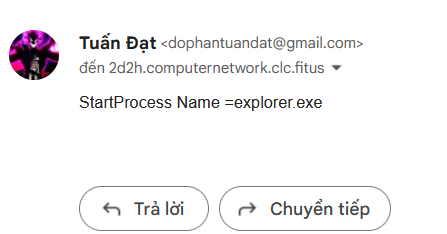 Tuấn Đạt <dophantuandat@gmail.com>
đến 2d2h.computernetwork.clc.fitus
StartProcess Name =explorer.exe
Trả lời
Chuyển tiếp